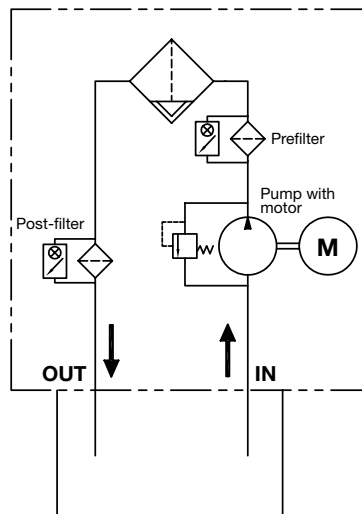 Prefilter
Pump with
motor
Post-filter
M
OUT
IN